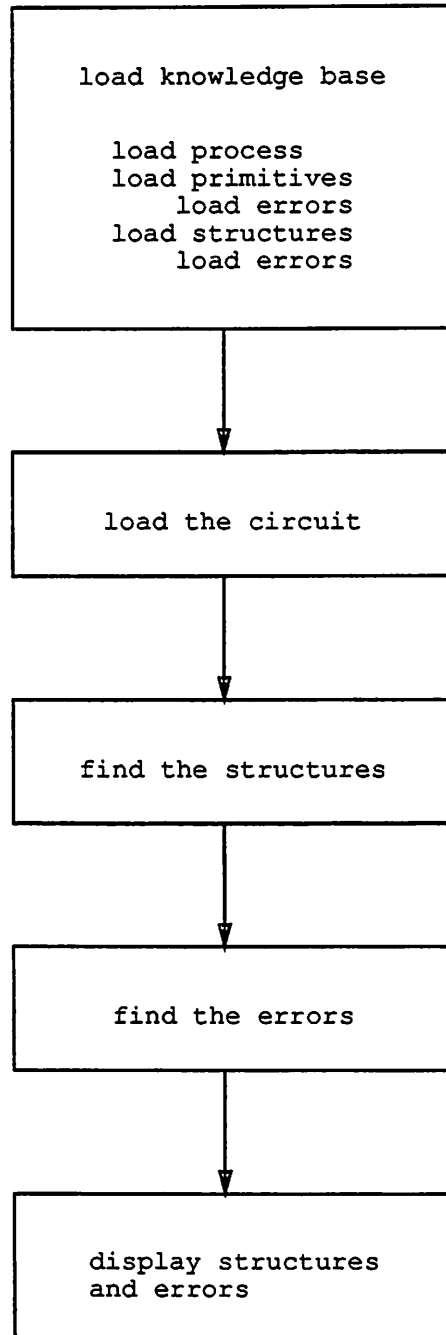 load knowledge base
load process
load primitives
load errors
load structures
load errors
load the circuit
find the structures
find the errors
display structures
and errors